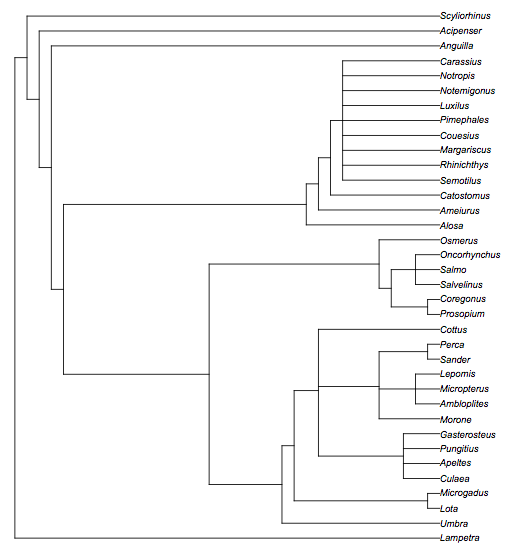 Scyliorhinus
Acipenser
Anguilla
Carassius
Notropis
Notemigonus
Luxilus
Pimephales
Couesius
Margariscus
Rhinichthys
Semotilus
Catostomus
Ameiurus
Alosa
Osmerus
Oncorhynchus
Salmo
Salvelinus
Coregonus
Prosopium
Cottus
Perca
Sander
Lepomis
Micropterus
Ambloplites
Morone
Gasterosteus
Pungitius
Apeltes
Culaea
Microgadus
Lota
Umbra
Lampetra